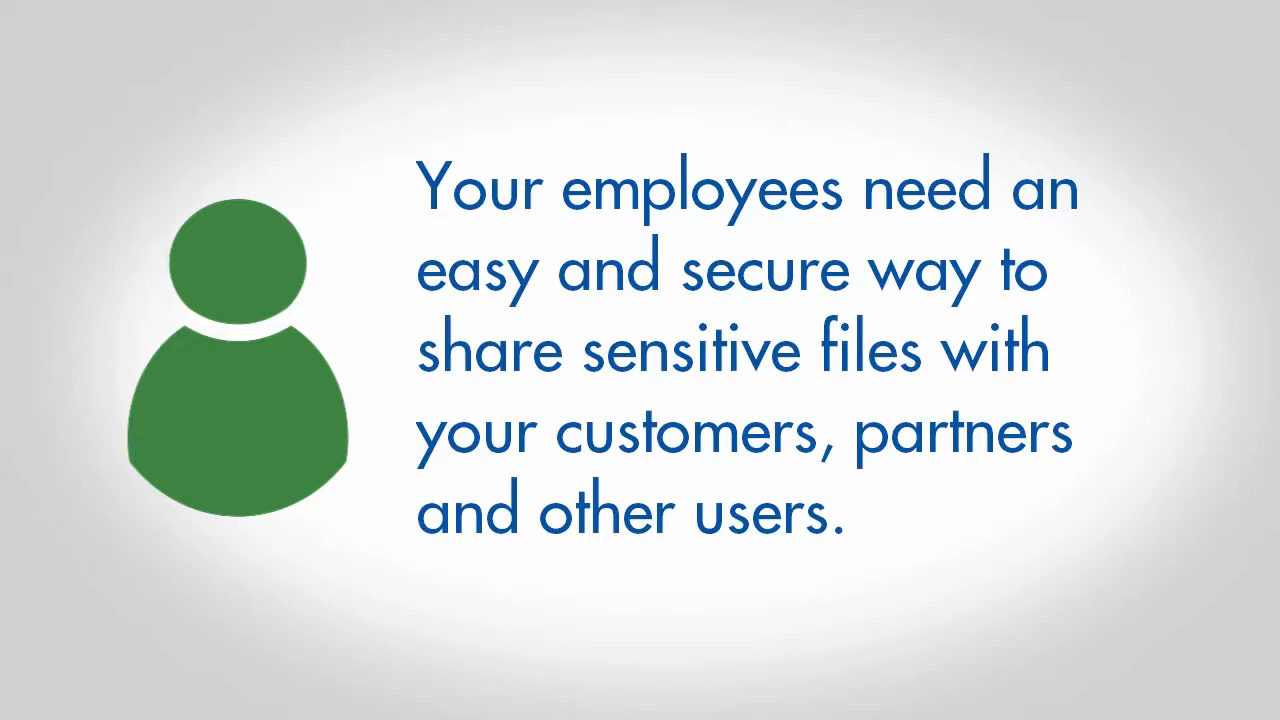 Your employees need an
easy and secure way to
share sensitive files with
your customers, partners
and other users.